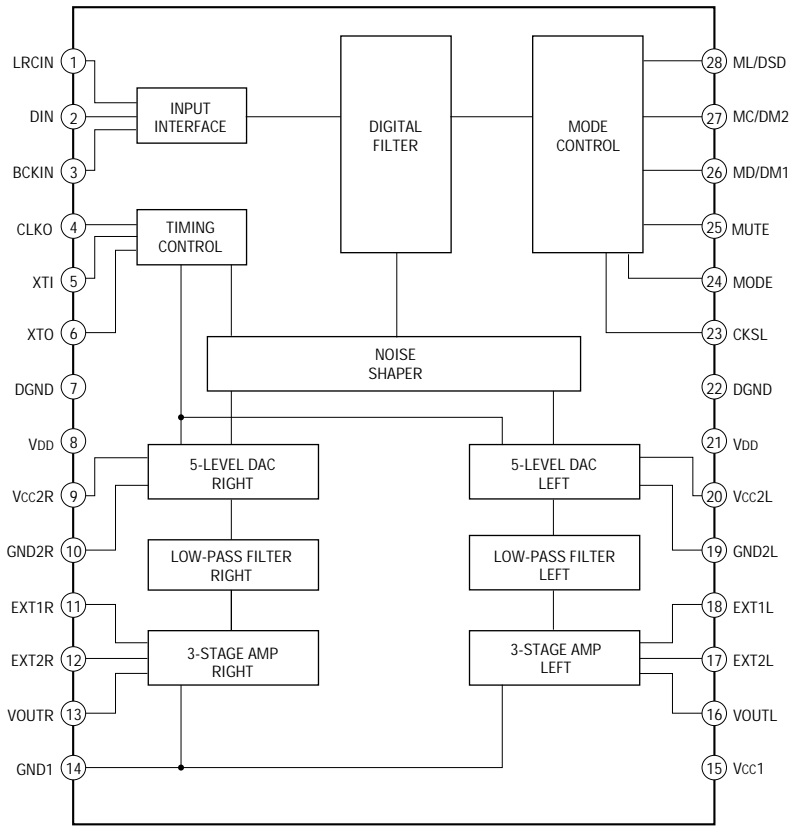 LRCIN 1
DIN 2
BCKIN 3
CLKO 4
XTI 5
XTO 6
DGND 7
VDD 8
VCC2R 9
GND2R 10
EXT1R 11
EXT2R 12
VOUTR 13
GND1 14
INPUT
INTERFACE
TIMING
CONTROL
DIGITAL
FILTER
MODE
CONTROL
NOISE
SHAPER
5-LEVEL DAC
RIGHT
5-LEVEL DAC
LEFT
LOW-PASS FILTER
RIGHT
LOW-PASS FILTER
LEFT
3-STAGE AMP
RIGHT
3-STAGE AMP
LEFT
28 ML/DSD
27 MC/DM2
26 MD/DM1
25 MUTE
24 MODE
23 CKSL
22 DGND
21 VDD
20 VCC2L
19 GND2L
18 EXT1L
17 EXT2L
16 VOUTL
15 VCC1